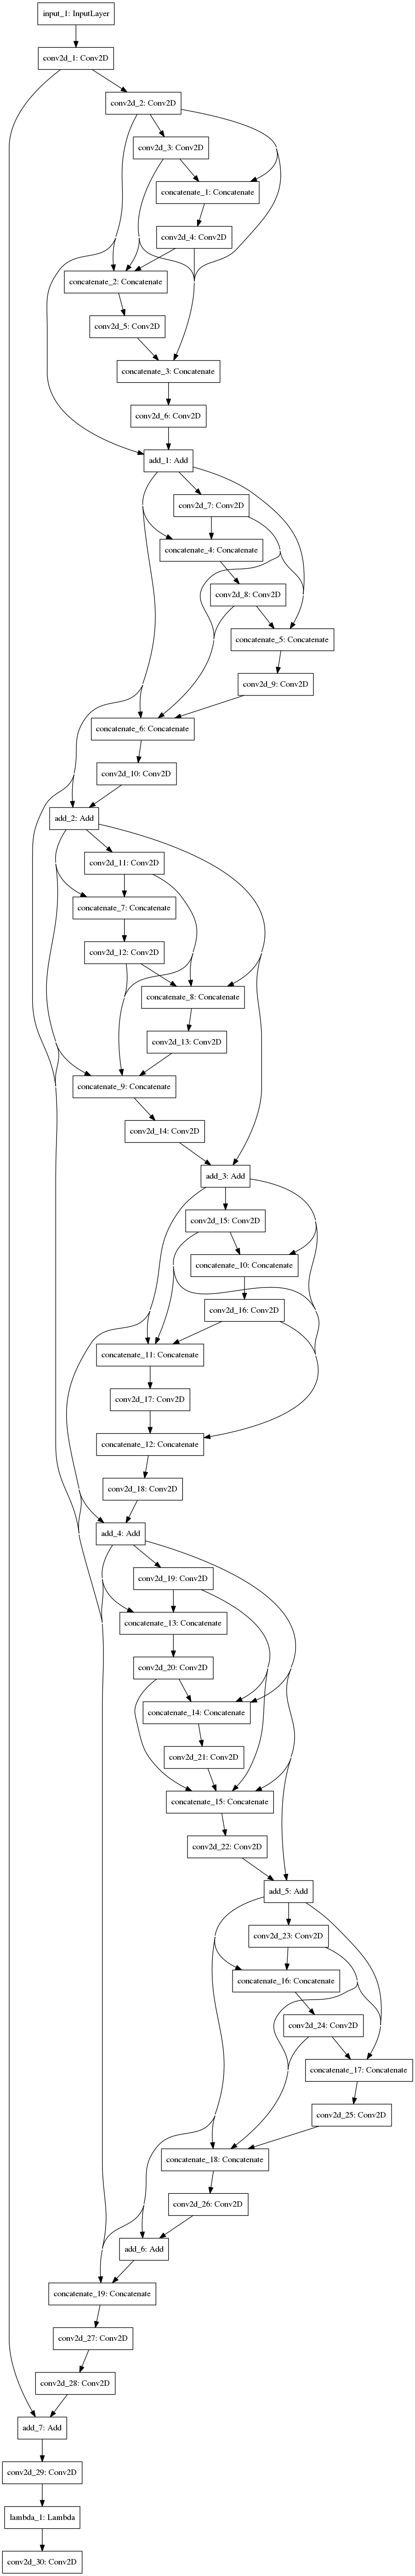 input_1: InputLayer
conv2d_1: Conv2D
conv2d_2: Conv2D
conv2d_3: Conv2D
concatenate_1: Concatenate
conv2d_4: Conv2D
concatenate_2: Concatenate
conv2d_5: Conv2D
concatenate_3: Concatenate
conv2d_6: Conv2D
add_1: Add
conv2d_7: Conv2D
concatenate_4: Concatenate
conv2d_8: Conv2D
concatenate_5: Concatenate
conv2d_9: Conv2D
concatenate_6: Concatenate
conv2d_10: Conv2D
add_2: Add
conv2d_11: Conv2D
concatenate_7: Concatenate
conv2d_12: Conv2D
concatenate_8: Concatenate
conv2d_13: Conv2D
concatenate_9: Concatenate
conv2d_14: Conv2D
add_3: Add
conv2d_15: Conv2D
concatenate_10: Concatenate
conv2d_16: Conv2D
concatenate_11: Concatenate
conv2d_17: Conv2D
concatenate_12: Concatenate
conv2d_18: Conv2D
add_4: Add
conv2d_19: Conv2D
concatenate_13: Concatenate
conv2d_20: Conv2D
concatenate_14: Concatenate
conv2d_21: Conv2D
concatenate_15: Concatenate
conv2d_22: Conv2D
add_5: Add
conv2d_23: Conv2D
concatenate_16: Concatenate
conv2d_24: Conv2D
concatenate_17: Concatenate
conv2d_25: Conv2D
concatenate_18: Concatenate
conv2d_26: Conv2D
add_6: Add
concatenate_19: Concatenate
conv2d_27: Conv2D
conv2d_28: Conv2D
add_7: Add
conv2d_29: Conv2D
lambda_1: Lambda
conv2d_30: Conv2D